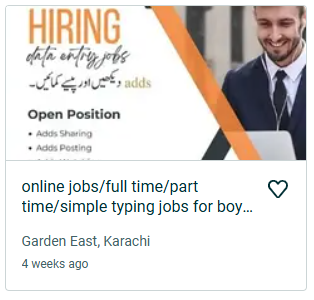 HIRING
data entry jobs
adds دیکھیں اور پیسے کمائیں۔
Open Position
• Adds Sharing
• Adds Posting
online jobs/full time/part
time/simple typing jobs for boy...
Garden East, Karachi
4 weeks ago